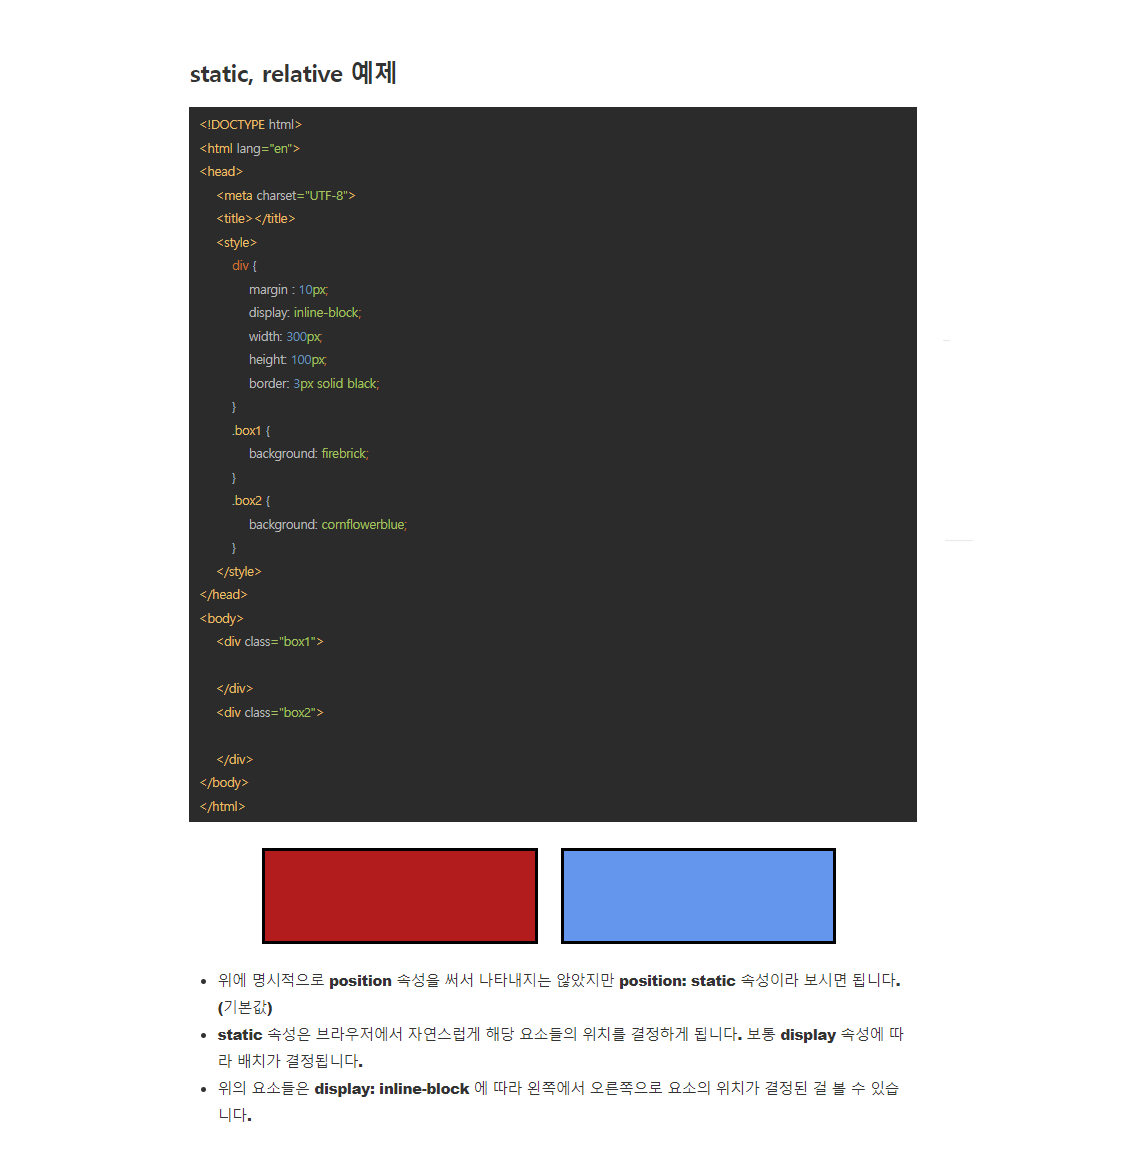 static, relative 예제
<!DOCTYPE html>
<html lang="en">
<head>
<meta charset="UTF-8">
<title></title>
<style>
div {
margin : 10px;
display: inline-block;
width: 300px;
height: 100px;
border: 3px solid black;
}
.box1 {
background: firebrick;
}
.box2 {
background: cornflowerblue;
}
</style>
</head>
<body>
<div class="box1">
</div>
<div class="box2">
</div>
</body>
</html>
• 위에 명시적으로 position 속성을 써서 나타내지는 않았지만 position: static 속성이라 보시면 됩니다.
(기본값)
• static 속성은 브라우저에서 자연스럽게 해당 요소들의 위치를 결정하게 됩니다. 보통 display 속성에 따
라 배치가 결정됩니다.
• 위의 요소들은 display: inline-block 에 따라 왼쪽에서 오른쪽으로 요소의 위치가 결정된 걸 볼 수 있습
니다.